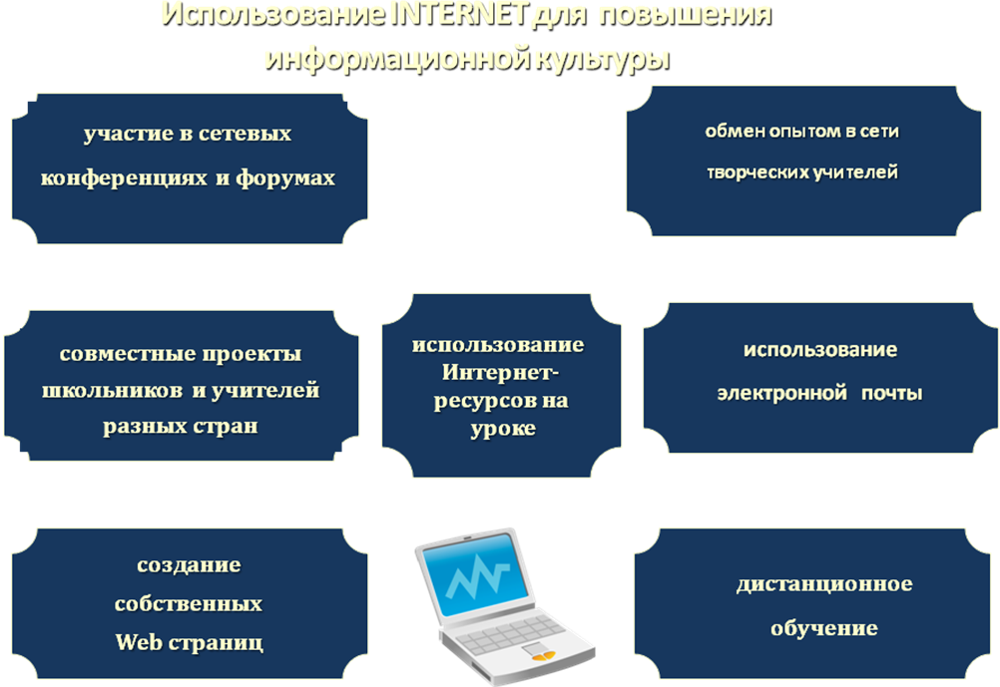 Использование INTERNET для повышения
информационной культуры
участие в сетевых
конференциях и форумах
обмен опытом в сети
творческих учителей
совместные проекты
школьников и учителей
разных стран
использование
Интернет-
ресурсов на
уроке
использование
электронной почты
создание
собственных
Web страниц
дистанционное
обучение